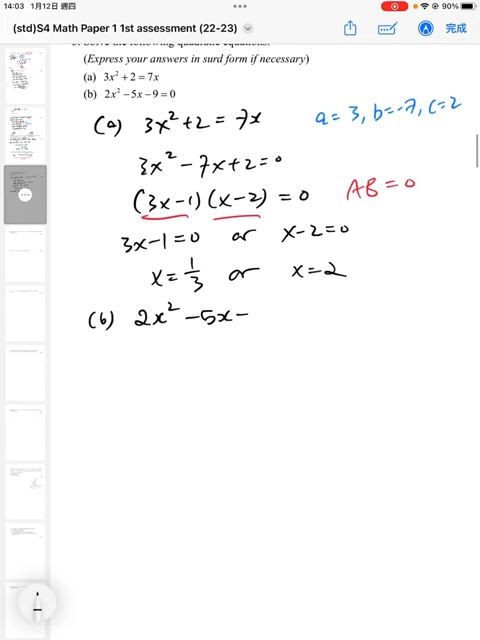 14:03 1月12日 週四 90%
(std)S4 Math Paper 1 1st assessment (22-23) 完成
(Express your answers in surd form if necessary)
(a) 3x² + 2 = 7x
(b) 2x² − 5x − 9 = 0
(a) 3x² + 2 = 7x a = 3, b = -7, c = 2
3x² - 7x + 2 = 0
(3x - 1)(x - 2) = 0 AB = 0
3x - 1 = 0 or x - 2 = 0
x = 1/3 or x = 2
(b) 2x² - 5x -